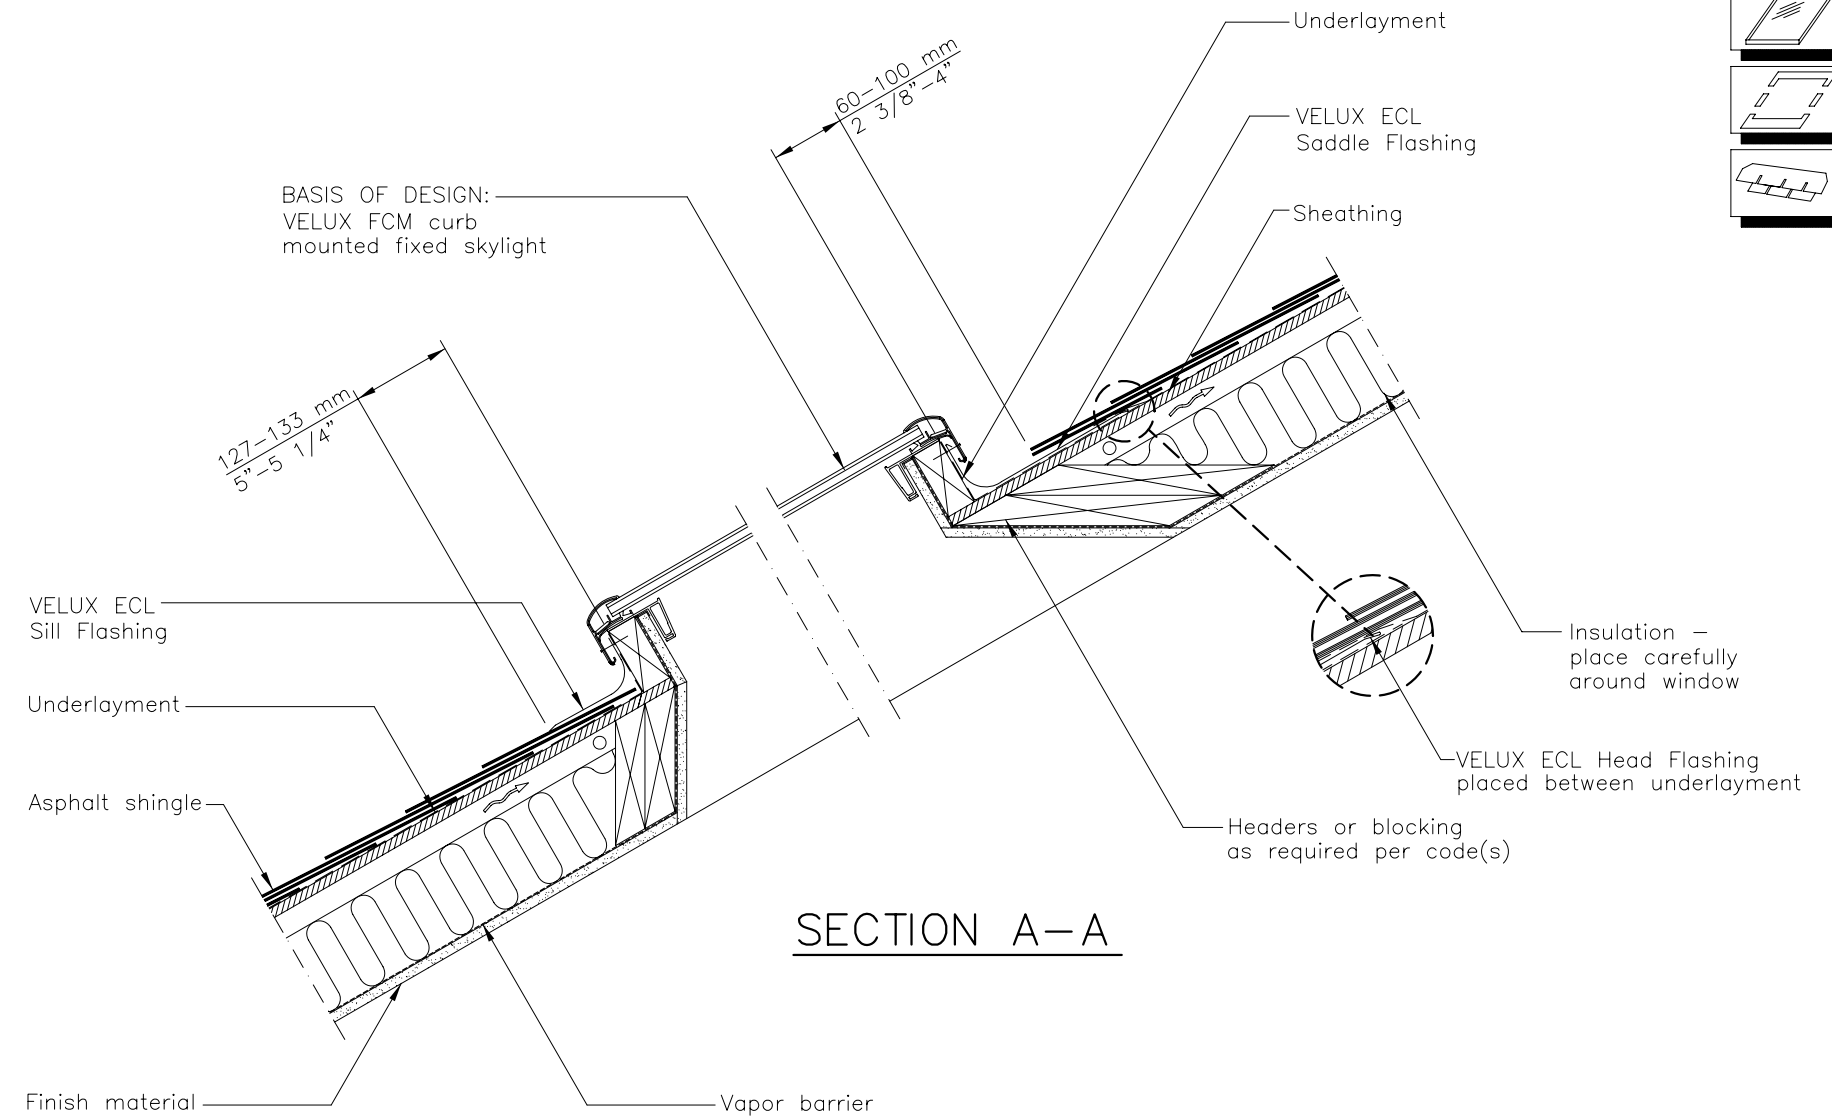 Underlayment
60-100 mm
2 3/8"-4"
VELUX ECL
Saddle Flashing
BASIS OF DESIGN:
VELUX FCM curb
mounted fixed skylight
Sheathing
127-133 mm
5"-5 1/4"
VELUX ECL
Sill Flashing
Insulation -
place carefully
around window
Underlayment
VELUX ECL Head Flashing
placed between underlayment
Asphalt shingle
Headers or blocking
as required per code(s)
SECTION A-A
Finish material
Vapor barrier